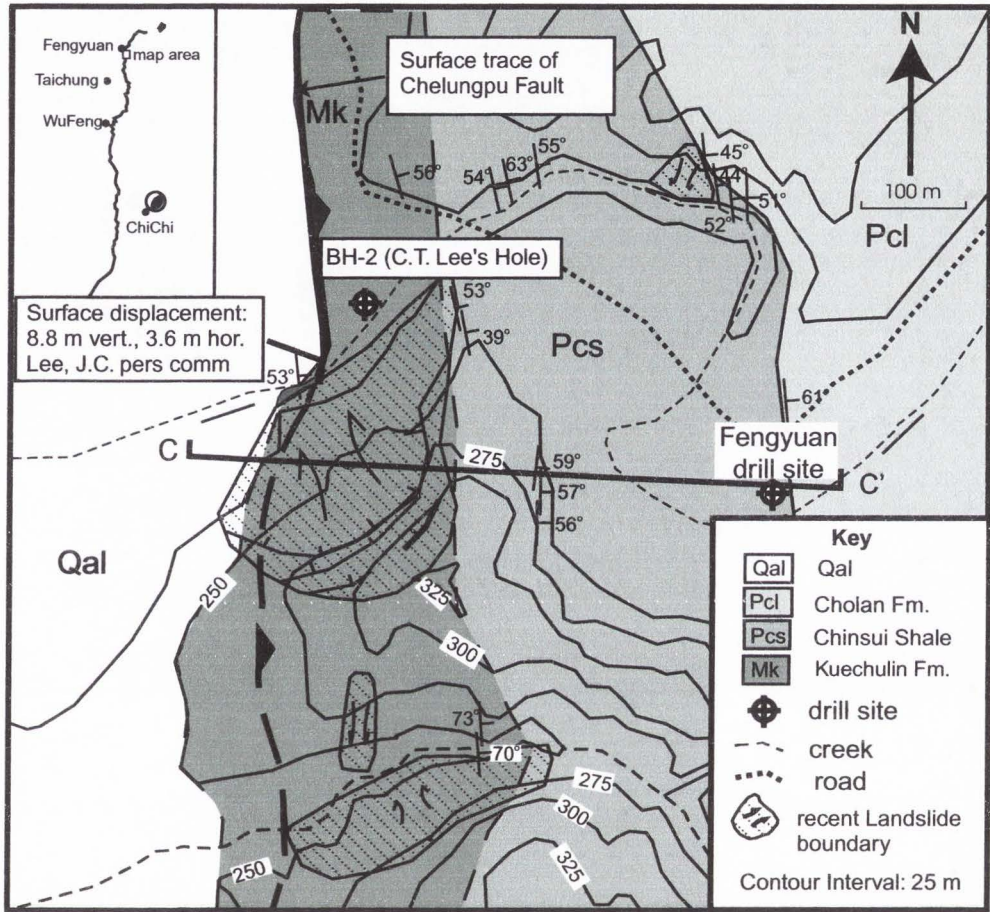 Fengyuan
map area
Taichung
WuFeng
ChiChi
Surface trace of
Chelungpu Fault
N
100 m
Mk
56°
54°
63°
55°
45°
44°
51°
52°
Pcl
BH-2 (C.T. Lee's Hole)
Surface displacement:
8.8 m vert., 3.6 m hor.
Lee, J.C. pers comm
53°
53°
39°
Pcs
61
Fengyuan
drill site
C
275
C'
59°
57°
56°
Qal
250
325
300
73°
70°
275
300
250
325
Key
Qal Qal
Pcl Cholan Fm.
Pcs Chinsui Shale
Mk Kuechulin Fm.
drill site
creek
road
recent Landslide
boundary
Contour Interval: 25 m